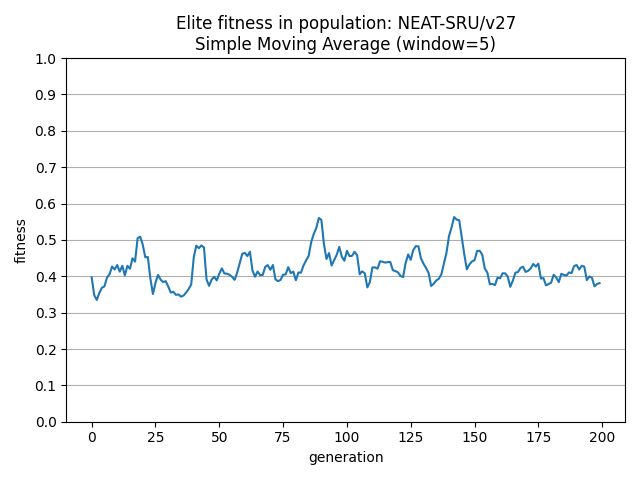 Elite fitness in population: NEAT-SRU/v27
Simple Moving Average (window=5)
1.0
0.9
0.8
0.7
0.6
0.5
0.4
0.3
0.2
0.1
0.0
fitness
0 25 50 75 100 125 150 175 200
generation